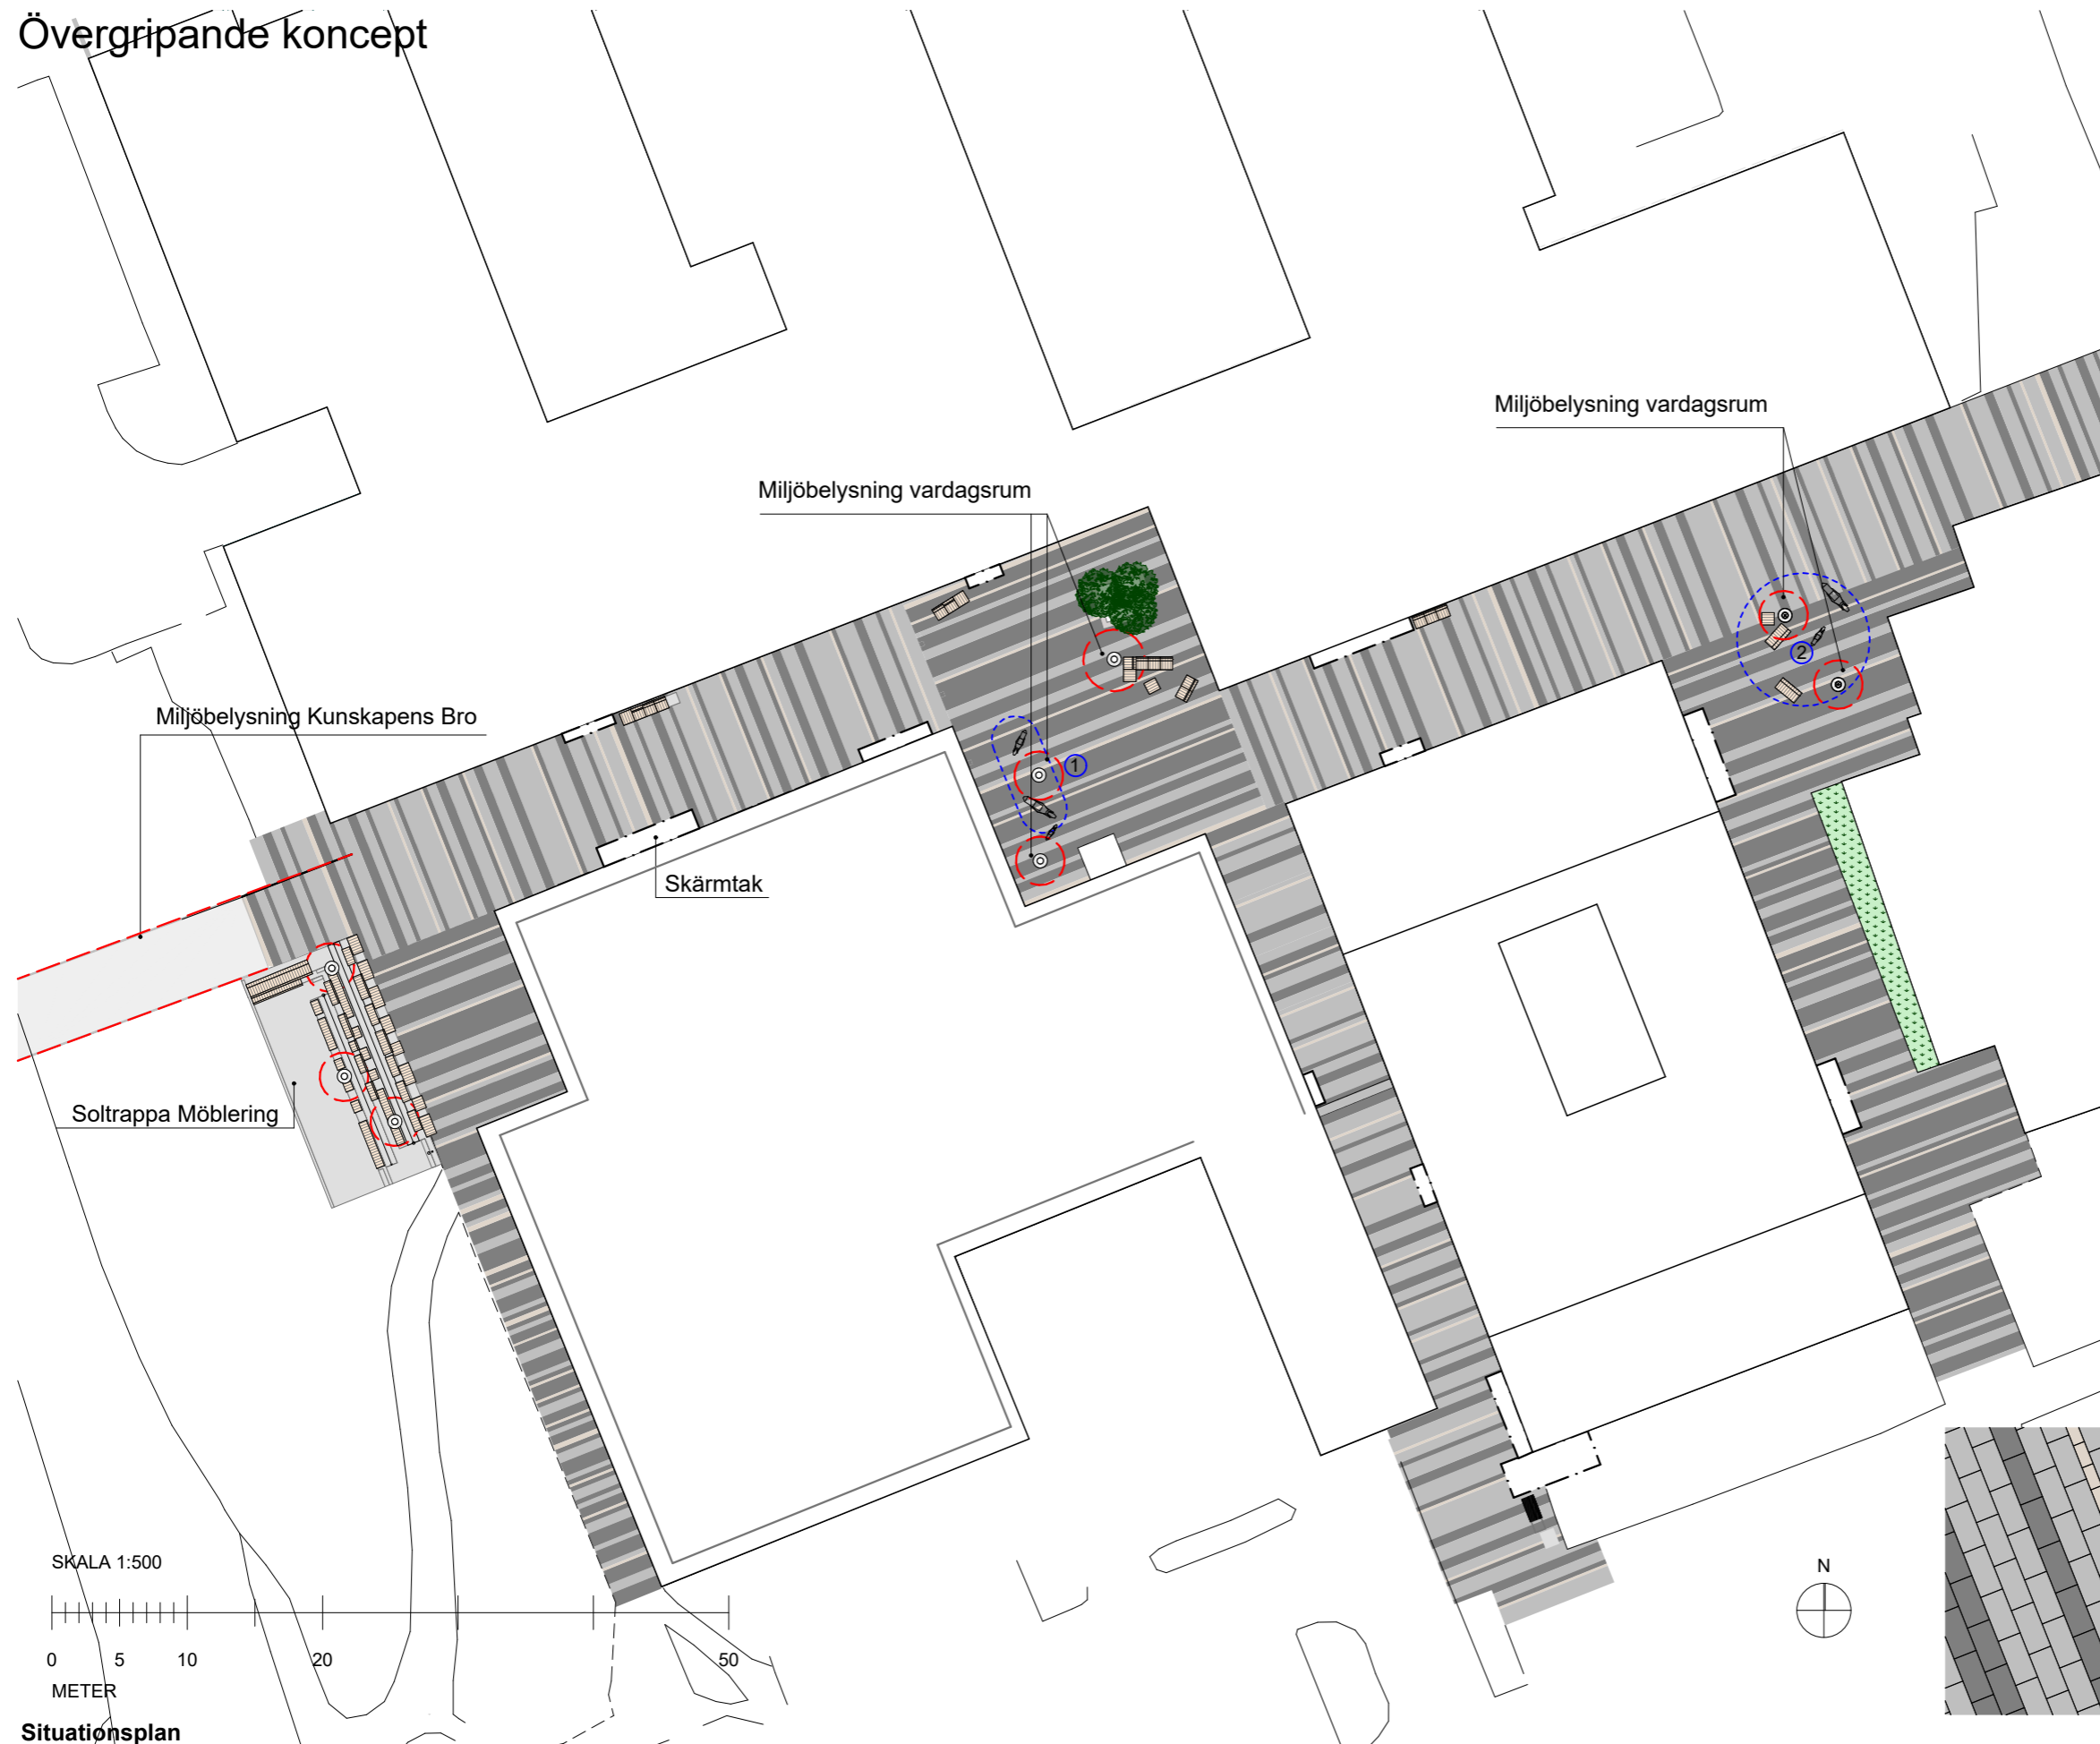 Övergripande koncept
Miljöbelysning vardagsrum
Miljöbelysning vardagsrum
2
Miljöbelysning Kunskapens Bro
1
Skärmtak
Soltrappa Möblering
SKALA 1:500
N
0 5 10 20 50
METER
Situationsplan